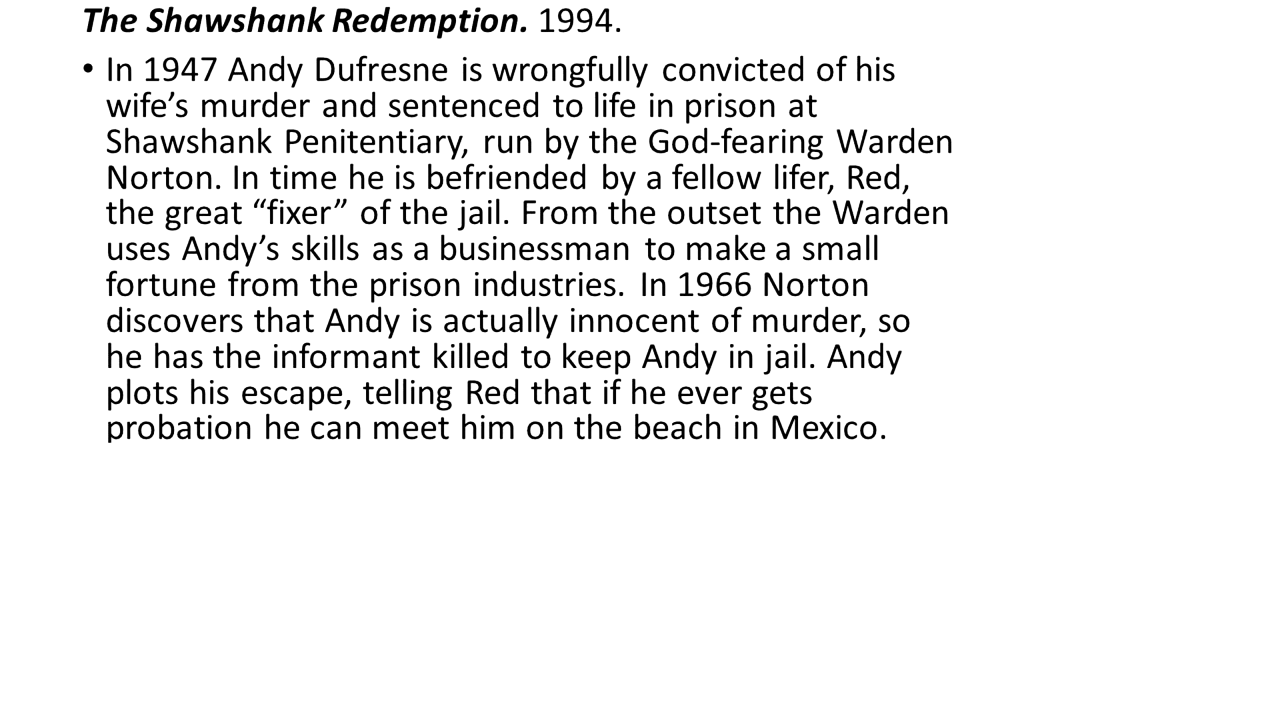 The Shawshank Redemption. 1994.
• In 1947 Andy Dufresne is wrongfully convicted of his
wife’s murder and sentenced to life in prison at
Shawshank Penitentiary, run by the God-fearing Warden
Norton. In time he is befriended by a fellow lifer, Red,
the great “fixer” of the jail. From the outset the Warden
uses Andy’s skills as a businessman to make a small
fortune from the prison industries. In 1966 Norton
discovers that Andy is actually innocent of murder, so
he has the informant killed to keep Andy in jail. Andy
plots his escape, telling Red that if he ever gets
probation he can meet him on the beach in Mexico.